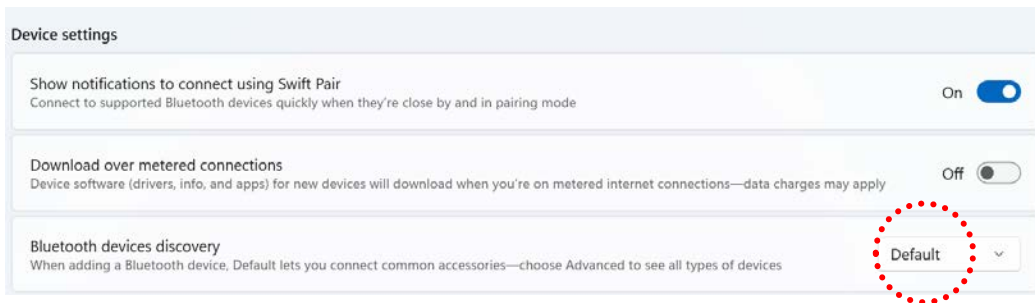 Device settings
Show notifications to connect using Swift Pair
Connect to supported Bluetooth devices quickly when they're close by and in pairing mode
On
Download over metered connections
Device software (drivers, info, and apps) for new devices will download when you're on metered internet connections—data charges may apply
Off
Bluetooth devices discovery
When adding a Bluetooth device, Default lets you connect common accessories—choose Advanced to see all types of devices
Default